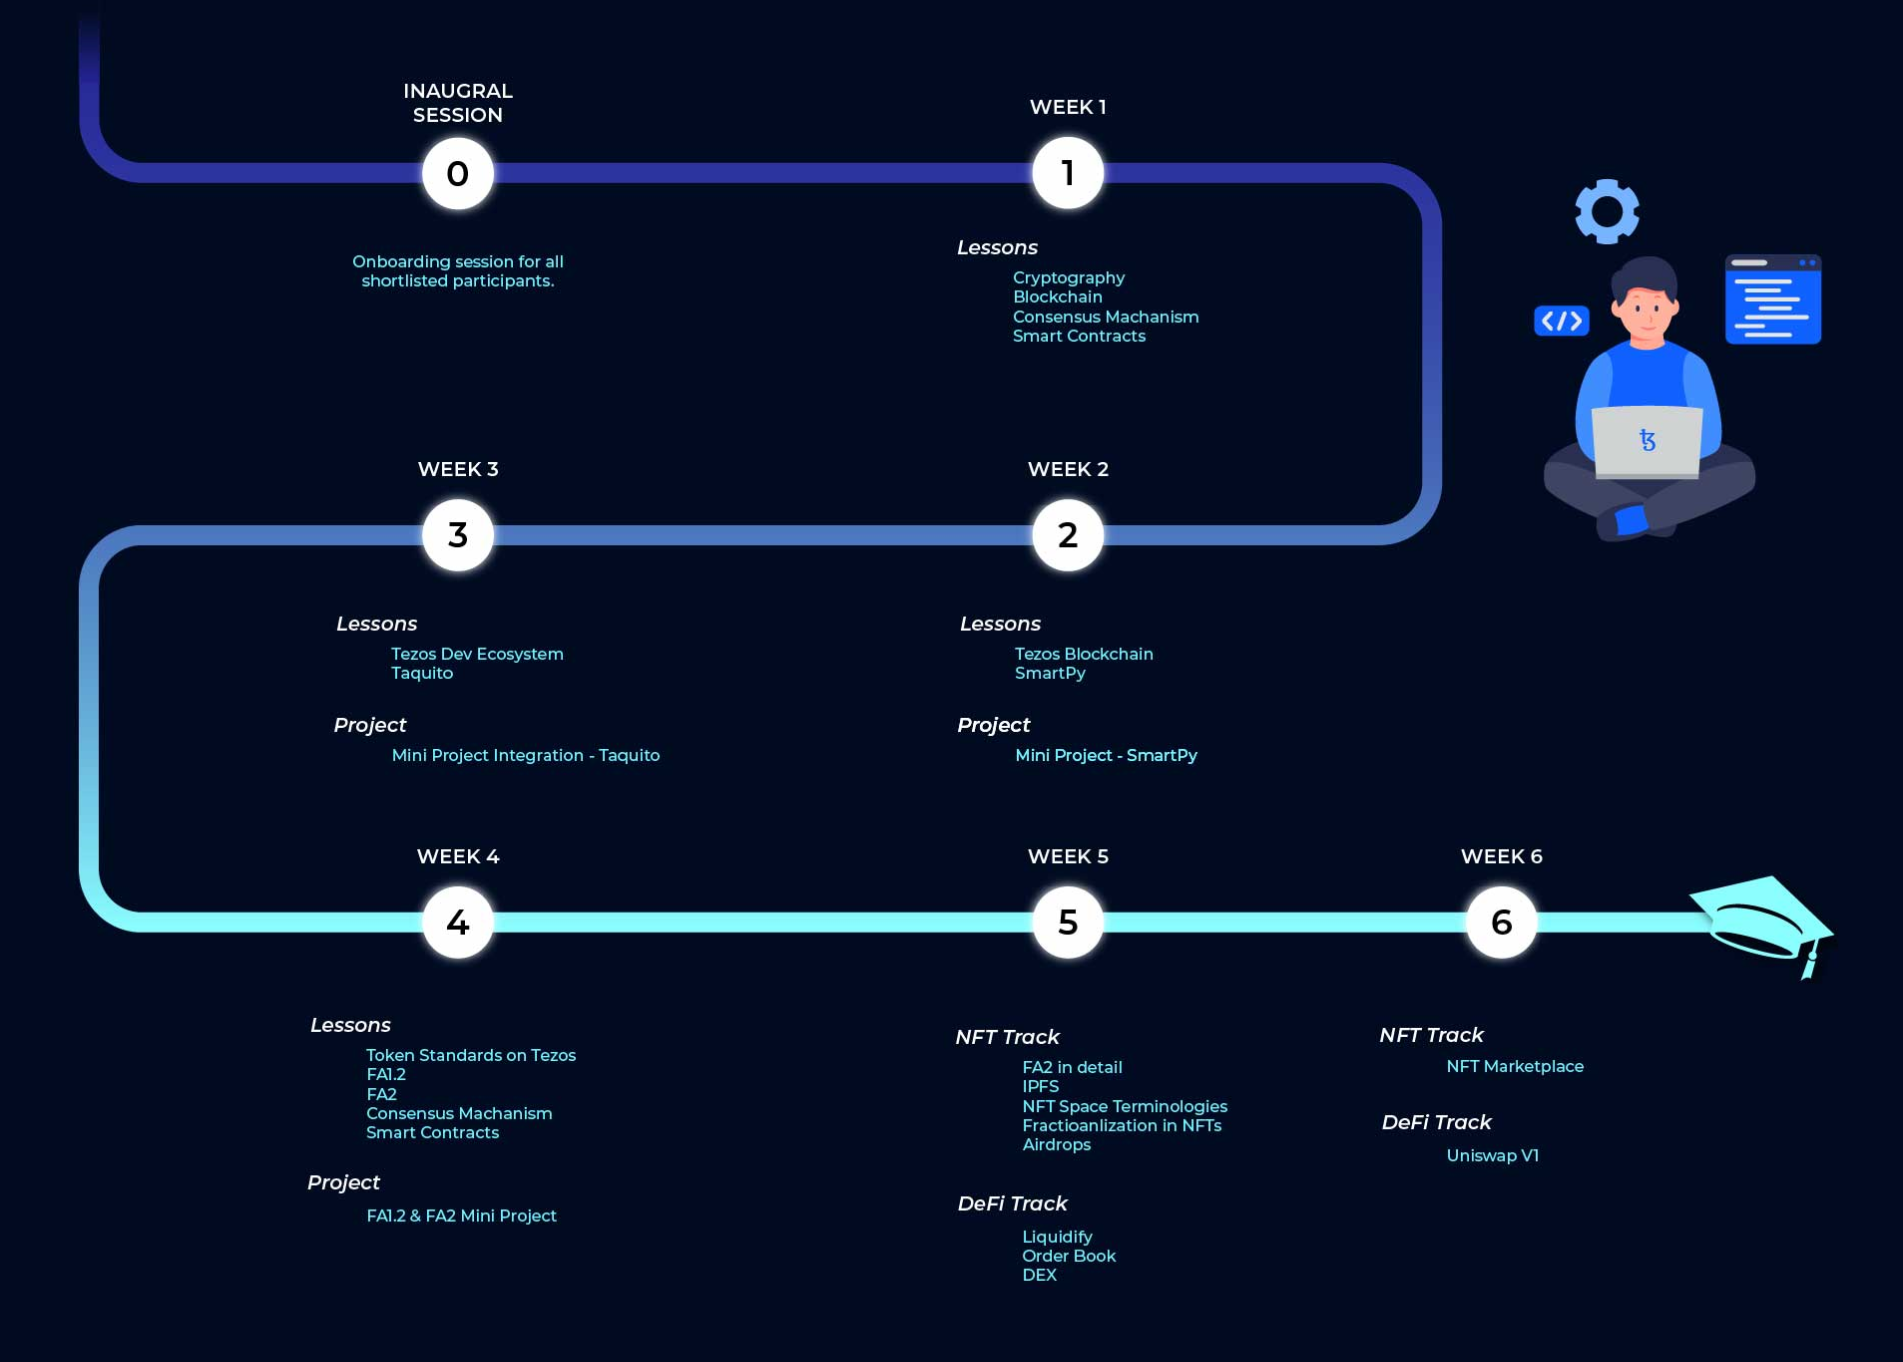 INAUGRAL
SESSION
0
Onboarding session for all
shortlisted participants.
WEEK 1
1
Lessons
Cryptography
Blockchain
Consensus Machanism
Smart Contracts
</>
ꜩ
WEEK 2
2
Lessons
Tezos Blockchain
SmartPy
Project
Mini Project - SmartPy
WEEK 3
3
Lessons
Tezos Dev Ecosystem
Taquito
Project
Mini Project Integration - Taquito
WEEK 4
4
Lessons
Token Standards on Tezos
FA1.2
FA2
Consensus Machanism
Smart Contracts
Project
FA1.2 & FA2 Mini Project
WEEK 5
5
NFT Track
FA2 in detail
IPFS
NFT Space Terminologies
Fractioanlization in NFTs
Airdrops
DeFi Track
Liquidify
Order Book
DEX
WEEK 6
6
NFT Track
NFT Marketplace
DeFi Track
Uniswap V1